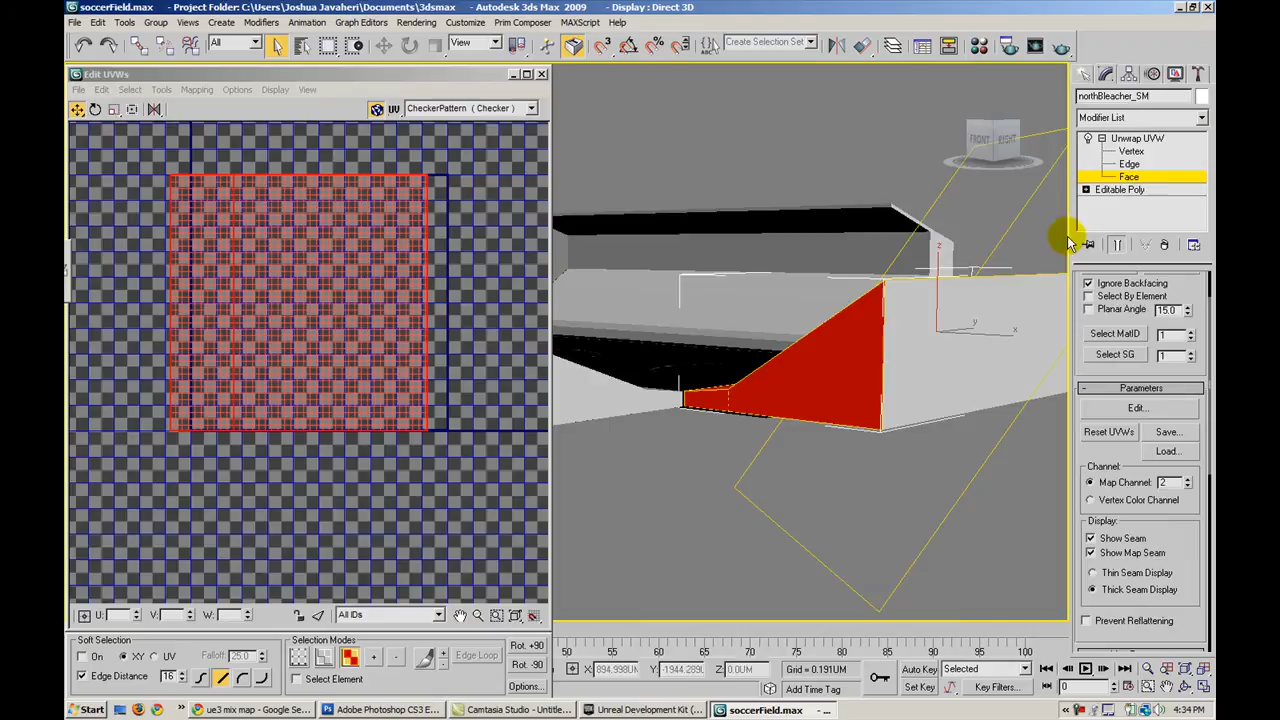 soccerField.max - Project Folder: C:\Users\Joshua Javaheri\Documents\3dsmax - Autodesk 3ds Max 2009 - Display : Direct 3D
File Edit Tools Group Views Create Modifiers Animation Graph Editors Rendering Customize Prim Composer MAXScript Help
All View Create Selection Set
Edit UVWs
File Edit Select Tools Mapping Options Display View
UV CheckerPattern ( Checker )
FRONT RIGHT
z
y
x
northBleacher_SM
Modifier List
Unwrap UVW
Vertex
Edge
Face
Editable Poly
Ignore Backfacing
Select By Element
Planar Angle 15.0
Select MatID 1
Select SG 1
Parameters
Edit...
Reset UVWs Save...
Load...
Channel:
Map Channel: 2
Vertex Color Channel
Display:
Show Seam
Show Map Seam
Thin Seam Display
Thick Seam Display
Prevent Reflattening
U: V: W: All IDs
Soft Selection
On XY UV Falloff: 25.0
Edge Distance 16
Selection Modes
Edge Loop
Select Element
Rot. +90
Rot. -90
Options...
50 55 60 65 70 75 80 85 90 95 100
X: 894.998UN Y: -1944.289L Z: 0.0UM Grid = 0.191UM
Add Time Tag
Auto Key Selected
Set Key Key Filters...
0
Start ue3 mix map - Google Se... Adobe Photoshop CS3 E... Camtasia Studio - Untitle... Unreal Development Kit (... soccerField.max - ... 4:34 PM